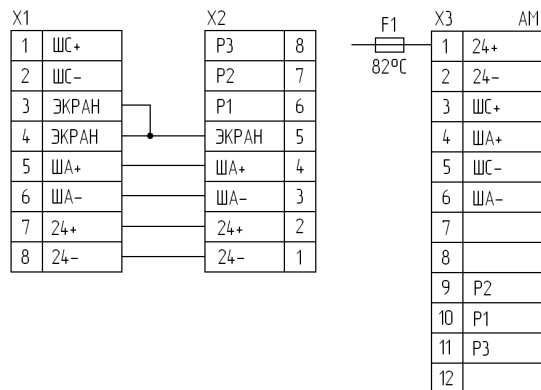 X1
1 ШС+
2 ШС-
3 ЭКРАН
4 ЭКРАН
5 ША+
6 ША-
7 24+
8 24-
X2
Р3 8
Р2 7
Р1 6
ЭКРАН 5
ША+ 4
ША- 3
24+ 2
24- 1
F1
82°C
X3 АМ
1 24+
2 24-
3 ШС+
4 ША+
5 ШС-
6 ША-
7
8
9 Р2
10 Р1
11 Р3
12